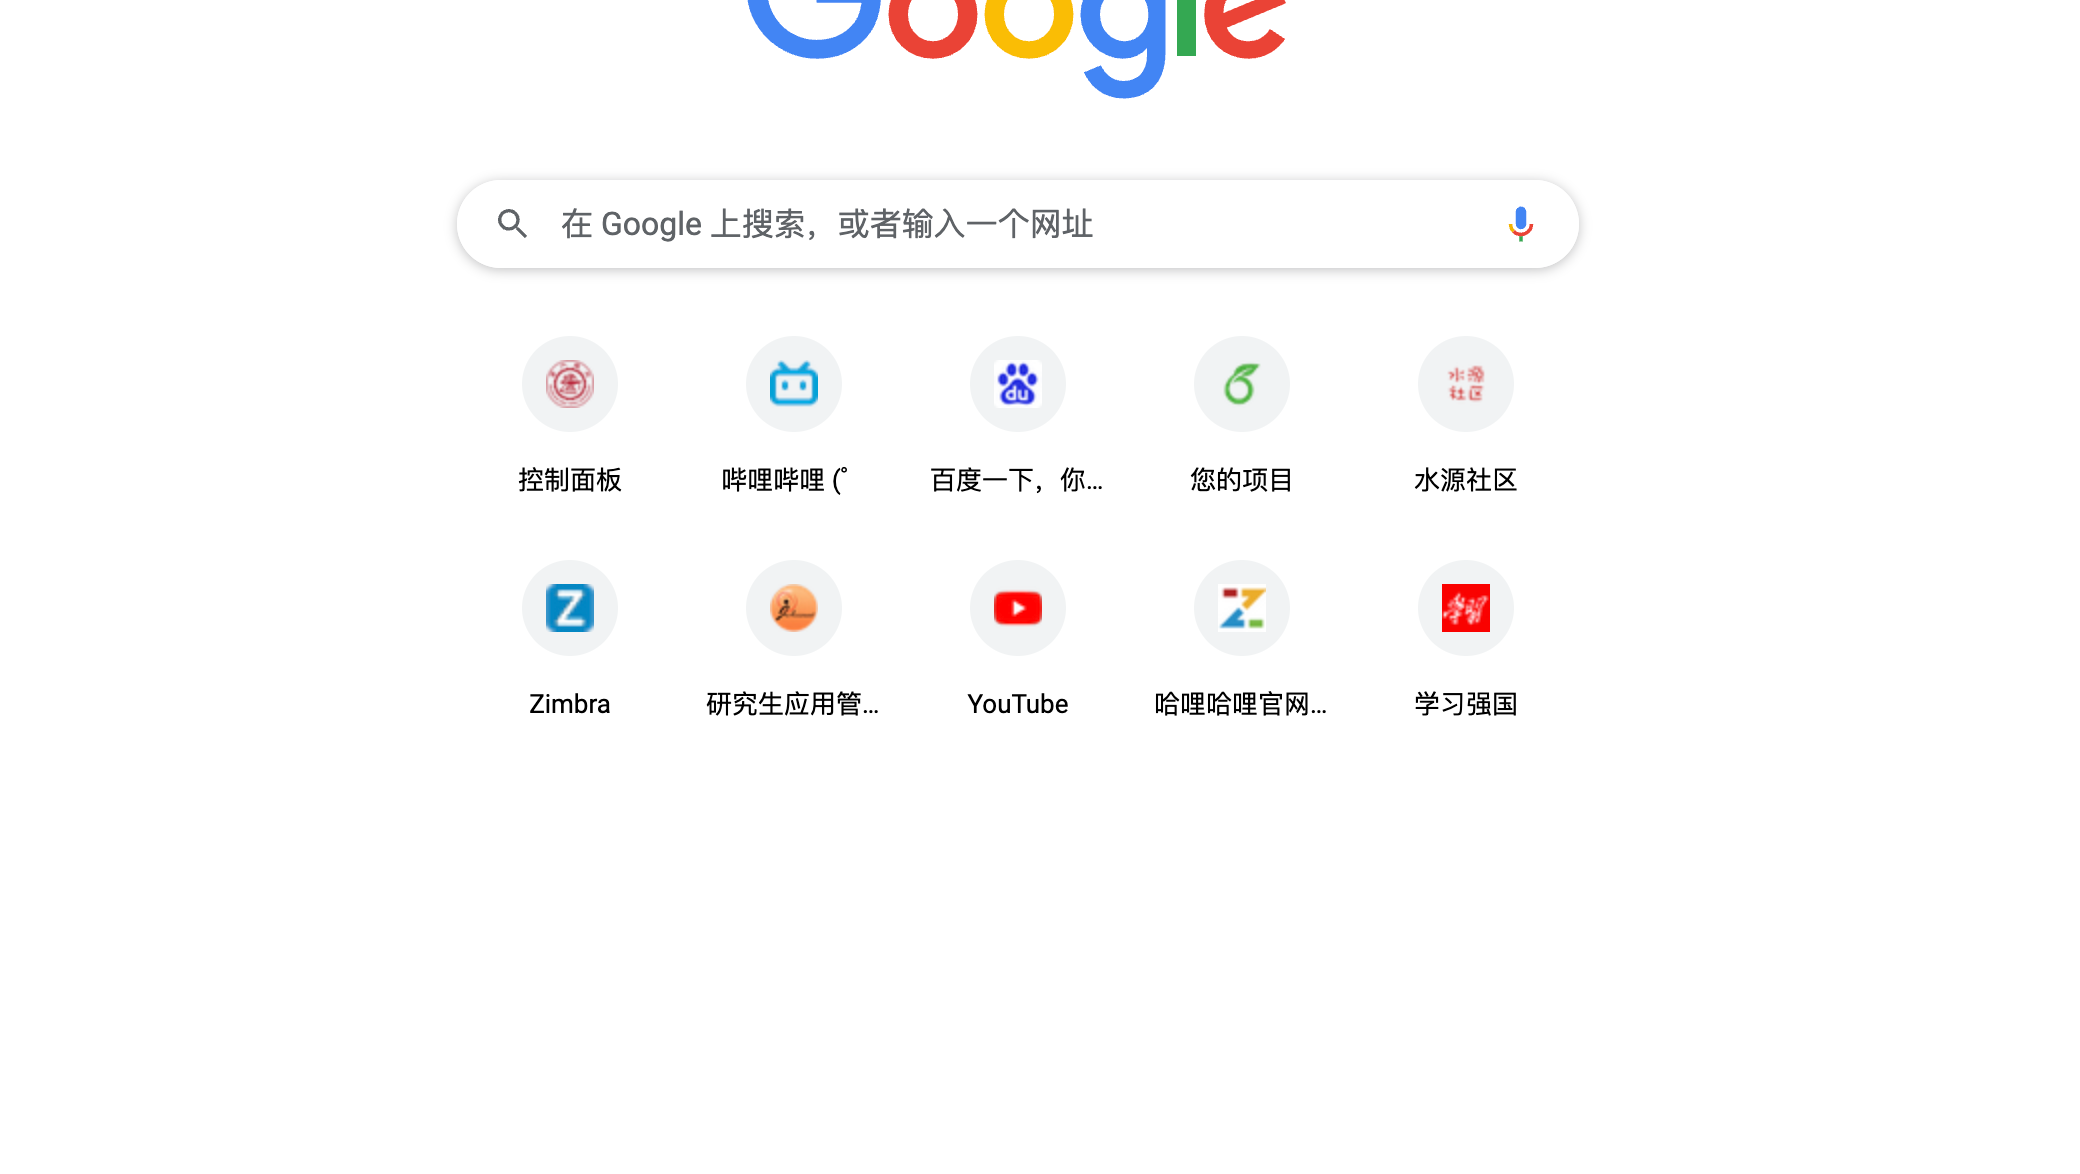 Google
在 Google 上搜索，或者输入一个网址
水源
社区
du
控制面板
哔哩哔哩 (゜
百度一下，你...
您的项目
水源社区
Z
学习
Zimbra
研究生应用管...
YouTube
哈哩哈哩官网...
学习强国